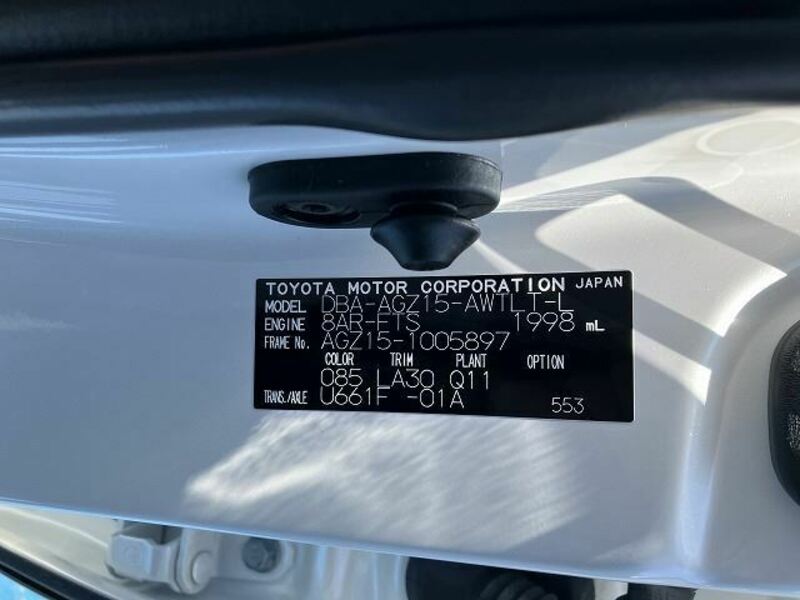 TOYOTA MOTOR CORPORATION JAPAN
MODEL DBA-AGZ15-AWTLT-L
ENGINE 8AR-FTS 1998 mL
FRAME No. AGZ15-1005897
COLOR TRIM PLANT OPTION
085 LA30 Q11
TRANS./AXLE U661F -01A 553